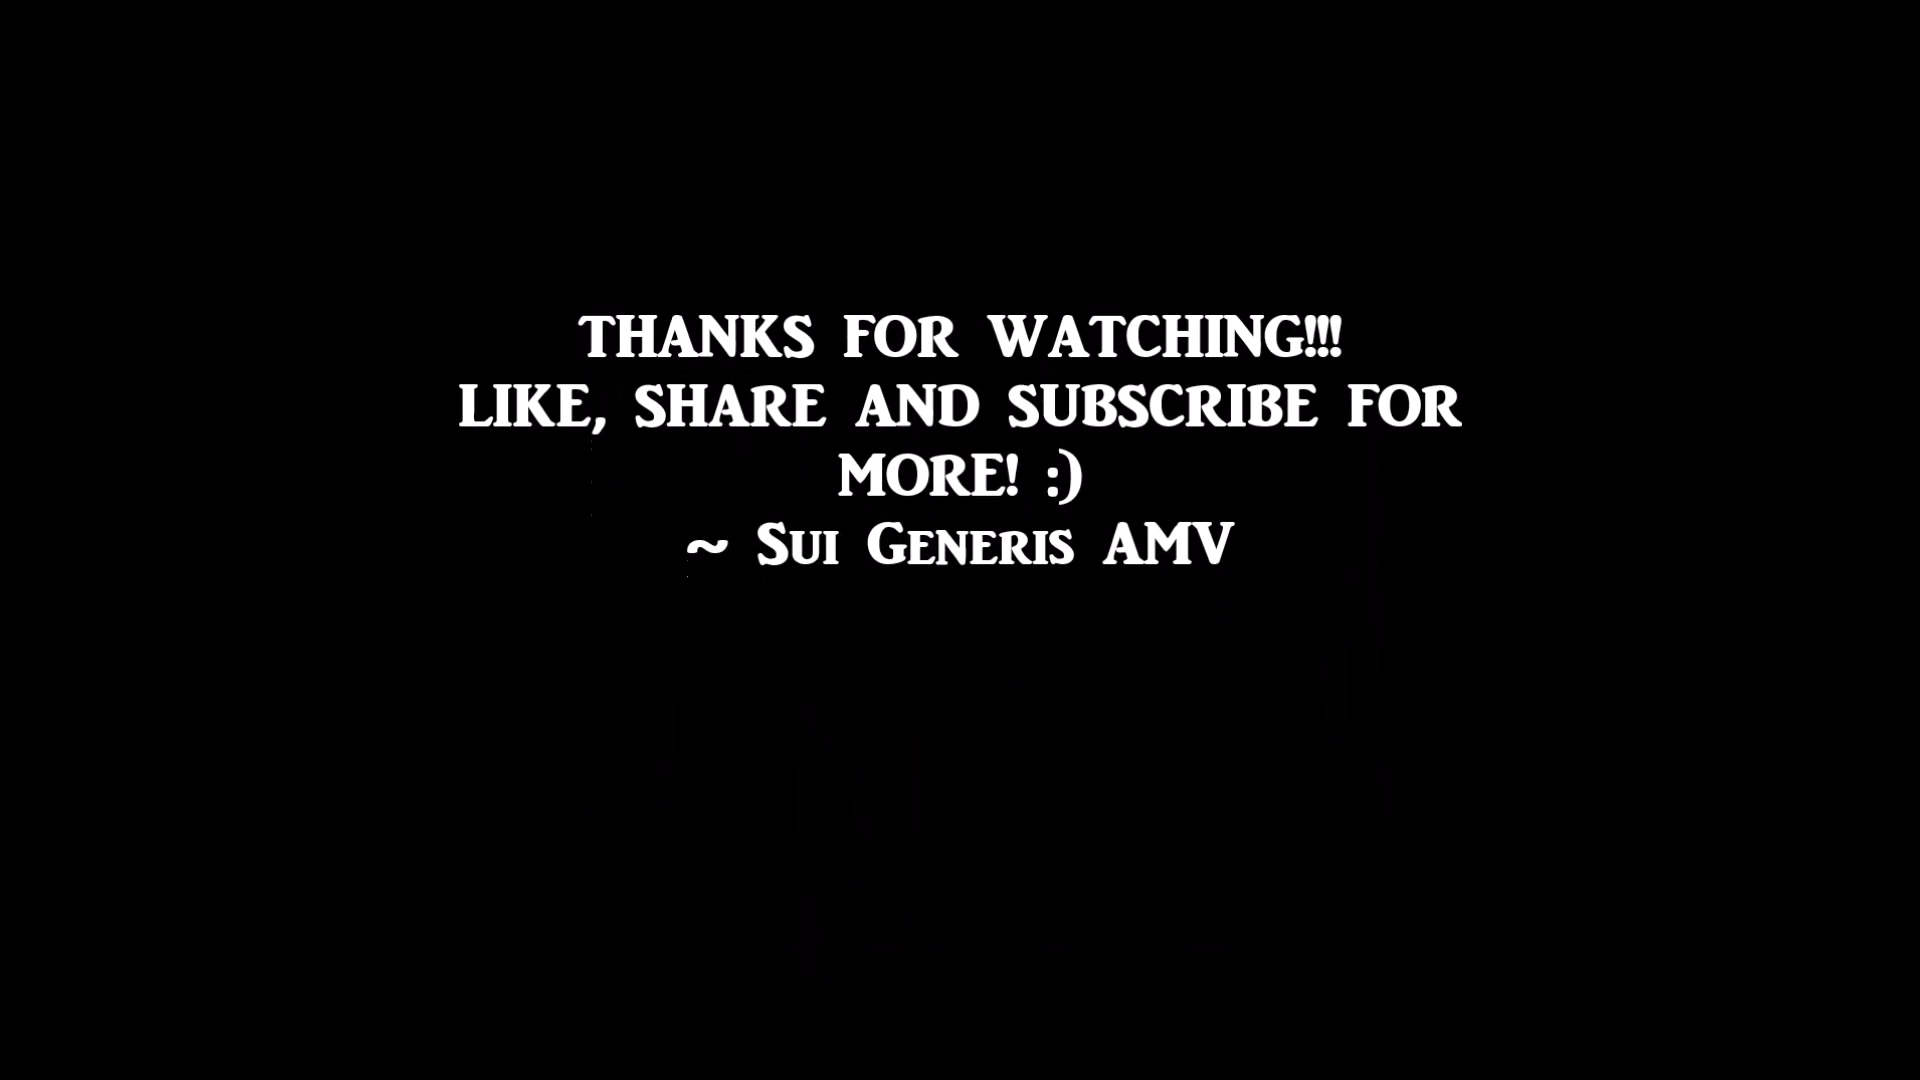 THANKS FOR WATCHING!!!
LIKE, SHARE AND SUBSCRIBE FOR
MORE! :)
~ Sui Generis AMV